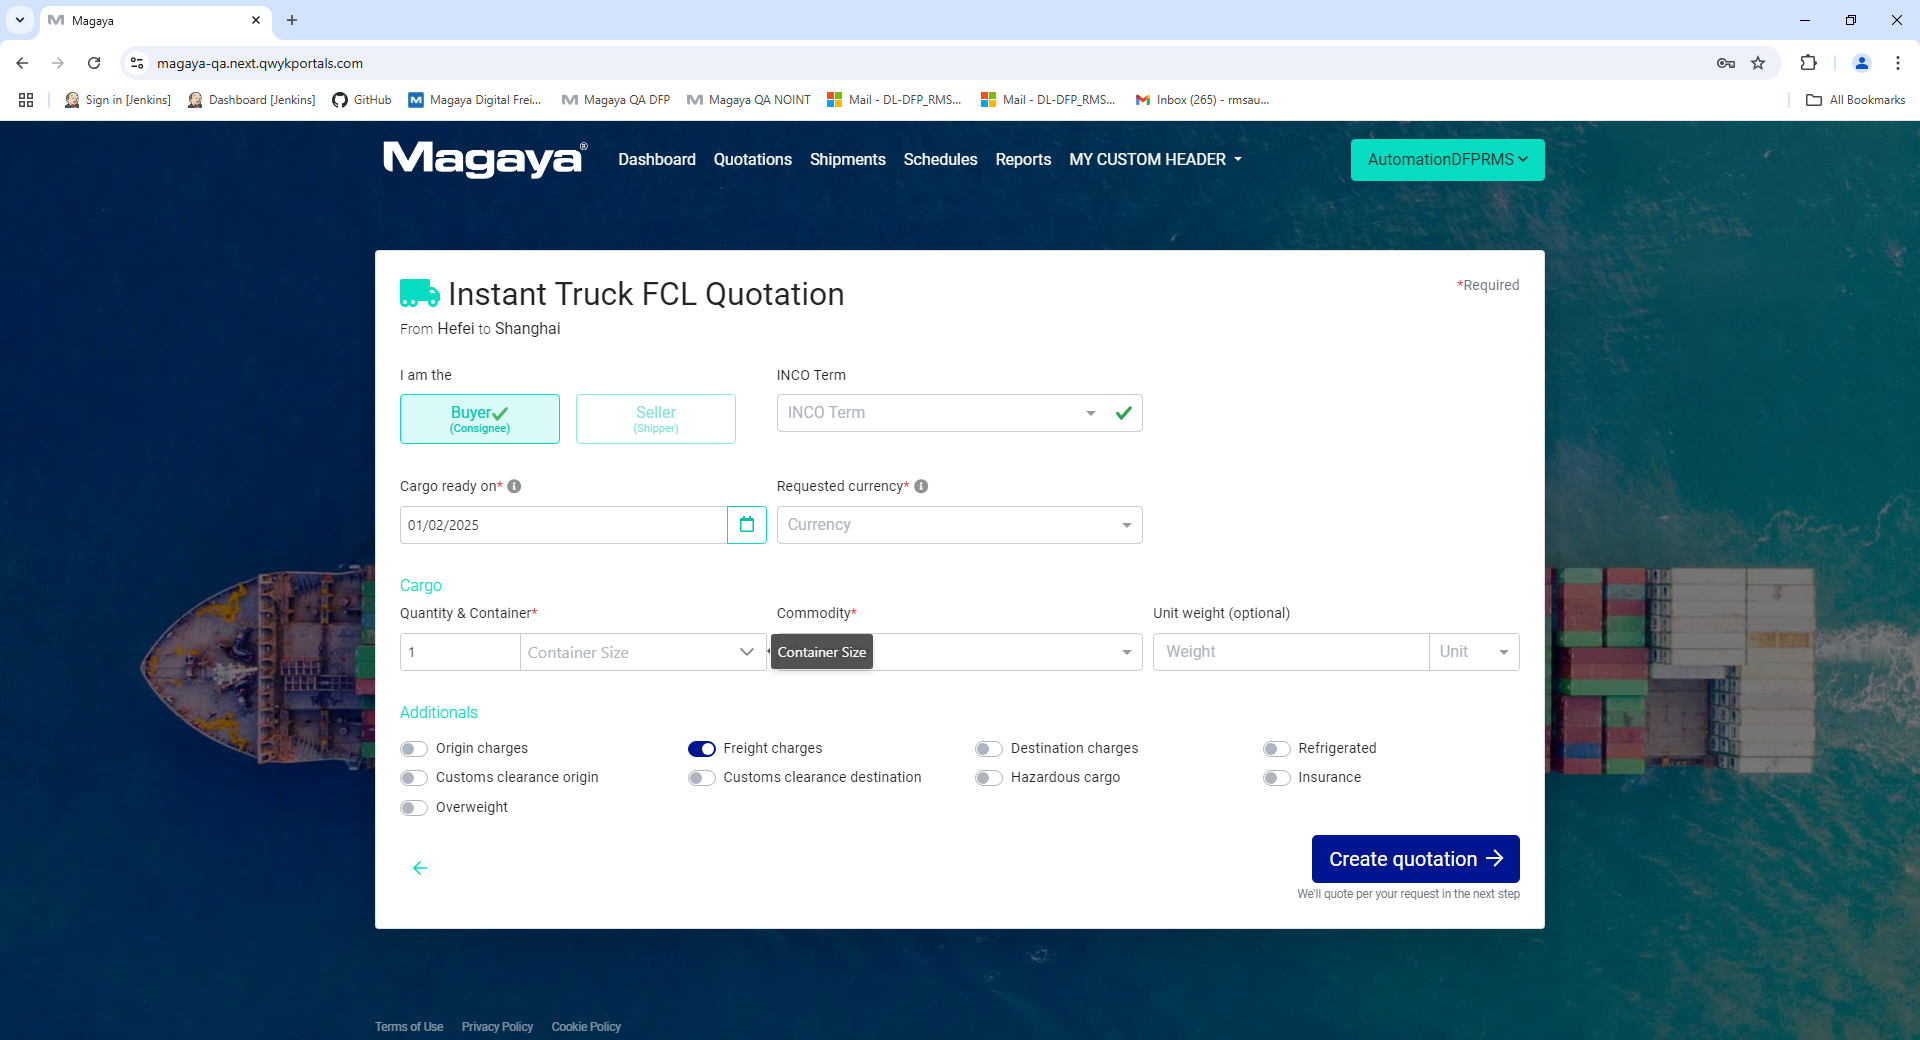 Magaya
magaya-qa.next.qwykportals.com
Sign in [Jenkins]
Dashboard [Jenkins]
GitHub
Magaya Digital Frei...
Magaya QA DFP
Magaya QA NOINT
Mail - DL-DFP_RMS...
Mail - DL-DFP_RMS...
Inbox (265) - rmsau...
All Bookmarks
Magaya®
Dashboard
Quotations
Shipments
Schedules
Reports
MY CUSTOM HEADER
AutomationDFPRMS
Instant Truck FCL Quotation
*Required
From Hefei to Shanghai
I am the
INCO Term
Buyer
(Consignee)
Seller
(Shipper)
INCO Term
Cargo ready on*
Requested currency*
01/02/2025
Currency
Cargo
Quantity & Container*
Commodity*
Unit weight (optional)
1
Container Size
Container Size
Weight
Unit
Additionals
Origin charges
Freight charges
Destination charges
Refrigerated
Customs clearance origin
Customs clearance destination
Hazardous cargo
Insurance
Overweight
Create quotation
We'll quote per your request in the next step
Terms of Use
Privacy Policy
Cookie Policy